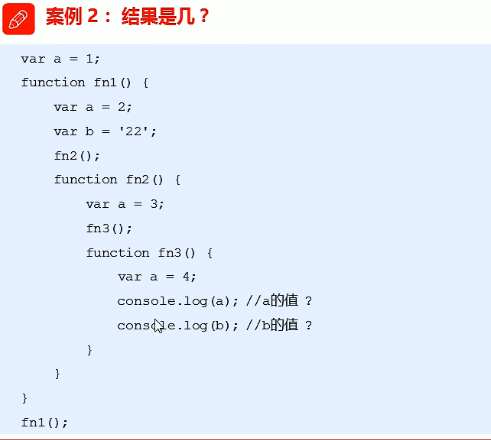 案例 2： 结果是几？
var a = 1;
function fn1() {
    var a = 2;
    var b = '22';
    fn2();
    function fn2() {
        var a = 3;
        fn3();
        function fn3() {
            var a = 4;
            console.log(a); //a的值 ?
            console.log(b); //b的值 ?
        }
    }
}
fn1();